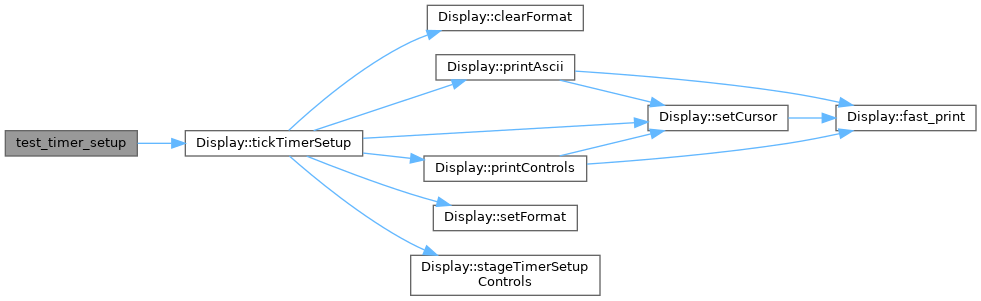 test_timer_setup
Display::tickTimerSetup
Display::clearFormat
Display::printAscii
Display::setCursor
Display::fast_print
Display::printControls
Display::setFormat
Display::stageTimerSetup
Controls